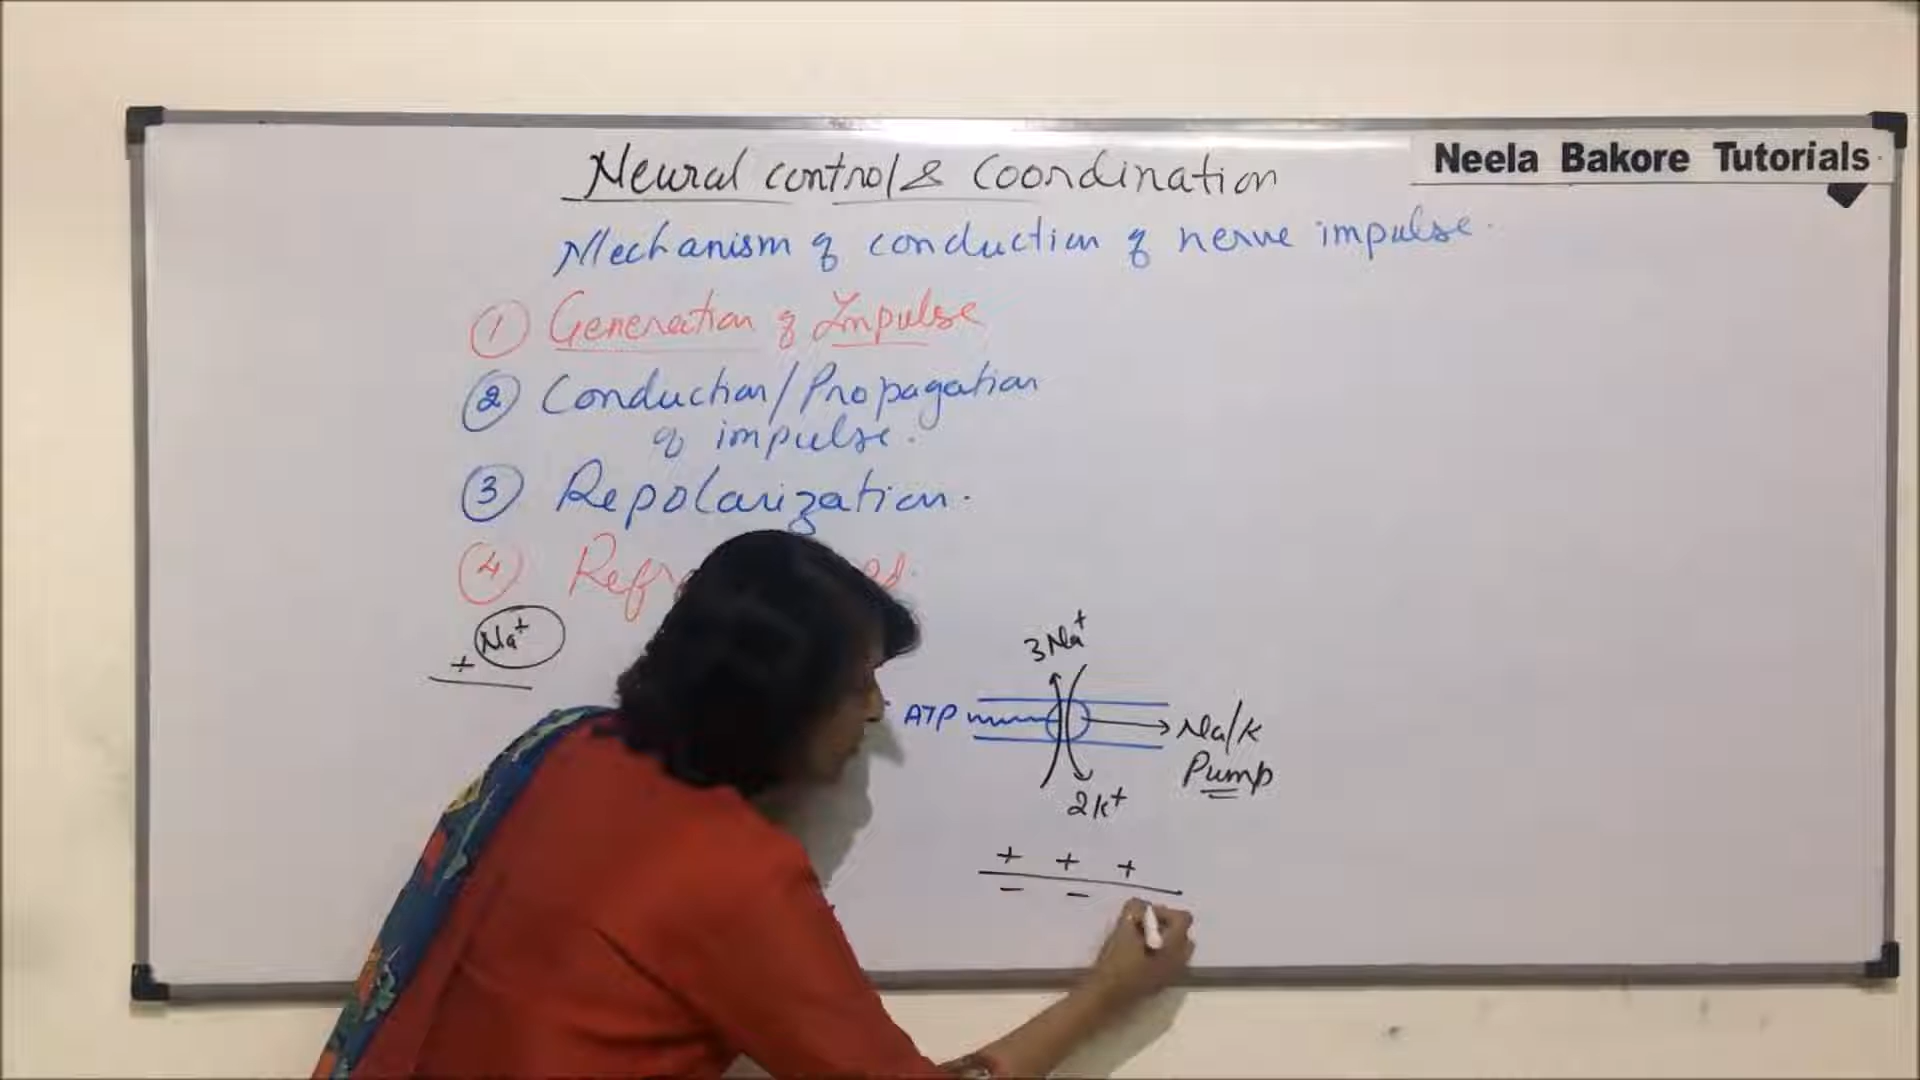 Neela Bakore Tutorials
Neural control & Coordination
Mechanism of conduction of nerve impulse.
① Generation of Impulse
② Conduction/Propagation
of impulse.
③ Repolarization.
④
Na⁺
+
3Na⁺
ATP
Na/K
Pump
2K⁺
+ + +
− −